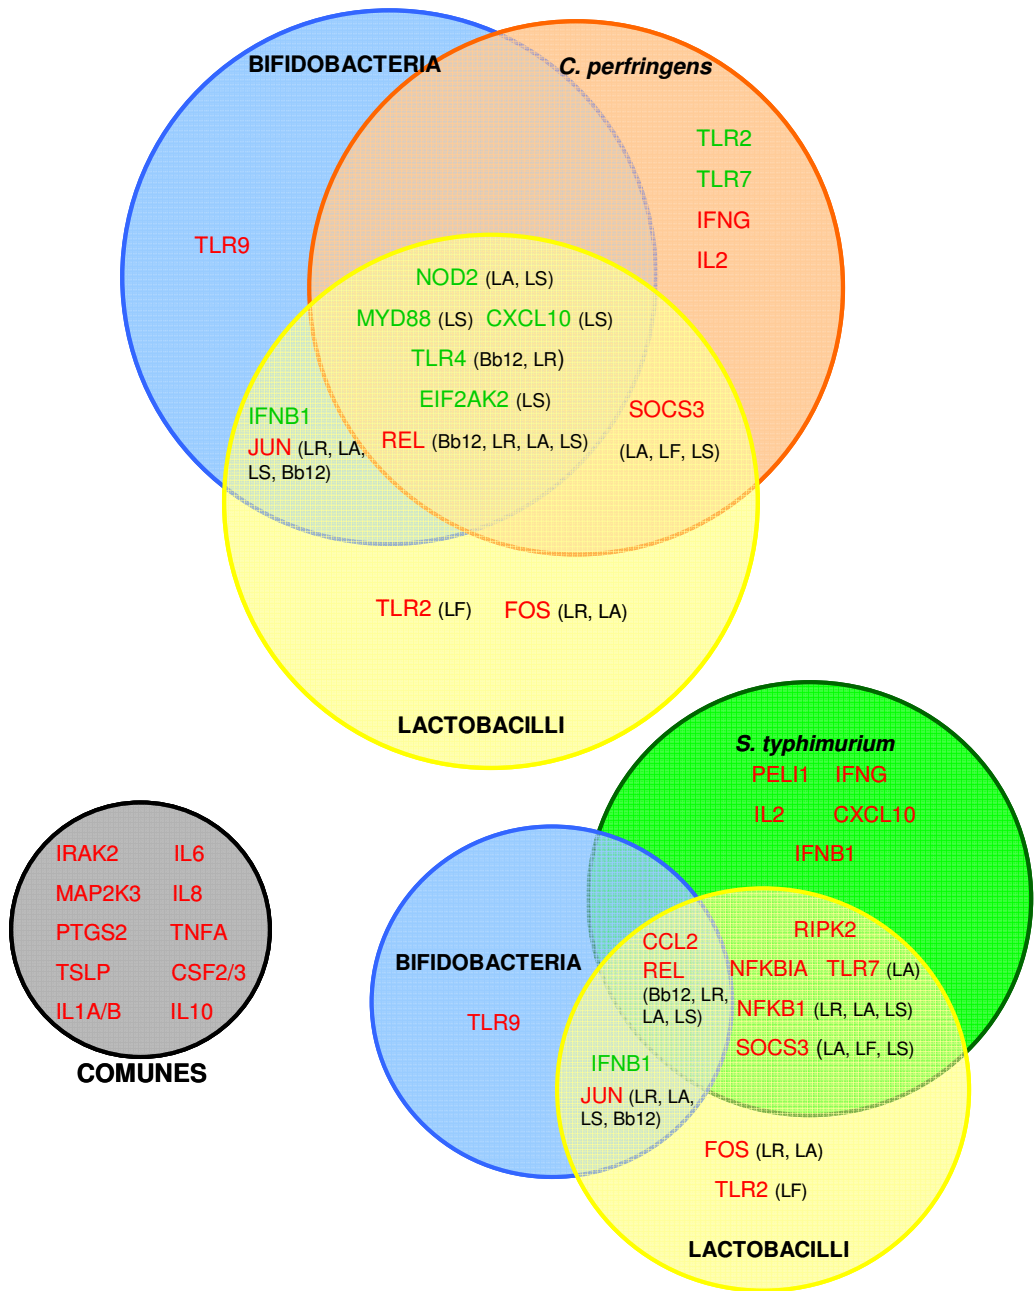 BIFIDOBACTERIA
C. perfringens
TLR2
TLR7
IFNG
IL2
TLR9
NOD2 (LA, LS)
MYD88 (LS) CXCL10 (LS)
TLR4 (Bb12, LR)
EIF2AK2 (LS)
REL (Bb12, LR, LA, LS)
IFNB1
JUN (LR, LA,
LS, Bb12)
SOCS3
(LA, LF, LS)
TLR2 (LF) FOS (LR, LA)
LACTOBACILLI
S. typhimurium
PELI1 IFNG
IL2 CXCL10
IFNB1
IRAK2 IL6
MAP2K3 IL8
PTGS2 TNFA
TSLP CSF2/3
IL1A/B IL10
COMUNES
BIFIDOBACTERIA
TLR9
CCL2
REL
(Bb12, LR,
LA, LS)
RIPK2
NFKBIA TLR7 (LA)
NFKB1 (LR, LA, LS)
SOCS3 (LA, LF, LS)
IFNB1
JUN (LR, LA,
LS, Bb12)
FOS (LR, LA)
TLR2 (LF)
LACTOBACILLI